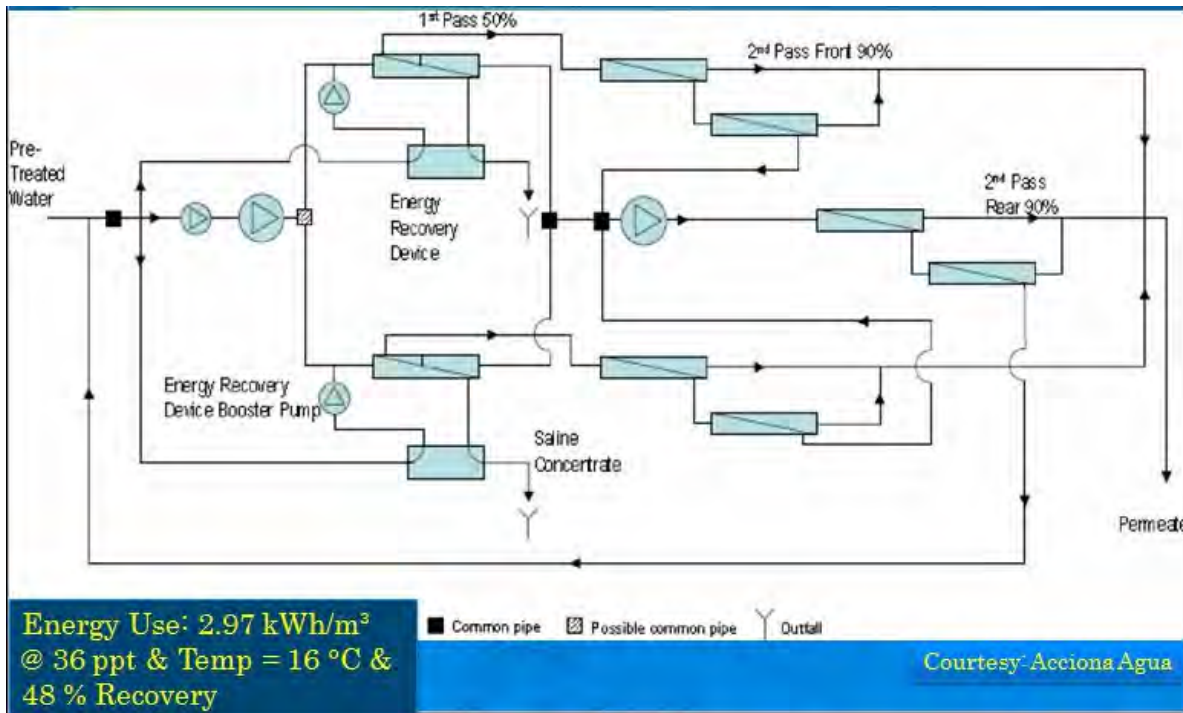 1st Pass 50%
2nd Pass Front 90%
Pre-
Treated
Water
Energy
Recovery
Device
2nd Pass
Rear 90%
Energy Recovery
Device Booster Pump
Saline
Concentrate
Permeate
Energy Use: 2.97 kWh/m³
@ 36 ppt & Temp = 16 °C &
48 % Recovery
Common pipe
Possible common pipe
Outfall
Courtesy: Acciona Agua